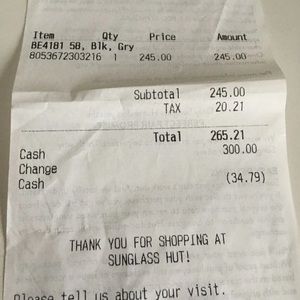 Item Qty Price Amount
BE4181 58, Blk, Gry
8053672303216 1 245.00 245.00
Subtotal 245.00
TAX 20.21
Total 265.21
Cash 300.00
Change
Cash (34.79)
THANK YOU FOR SHOPPING AT
SUNGLASS HUT!
Please tell us about your visit.